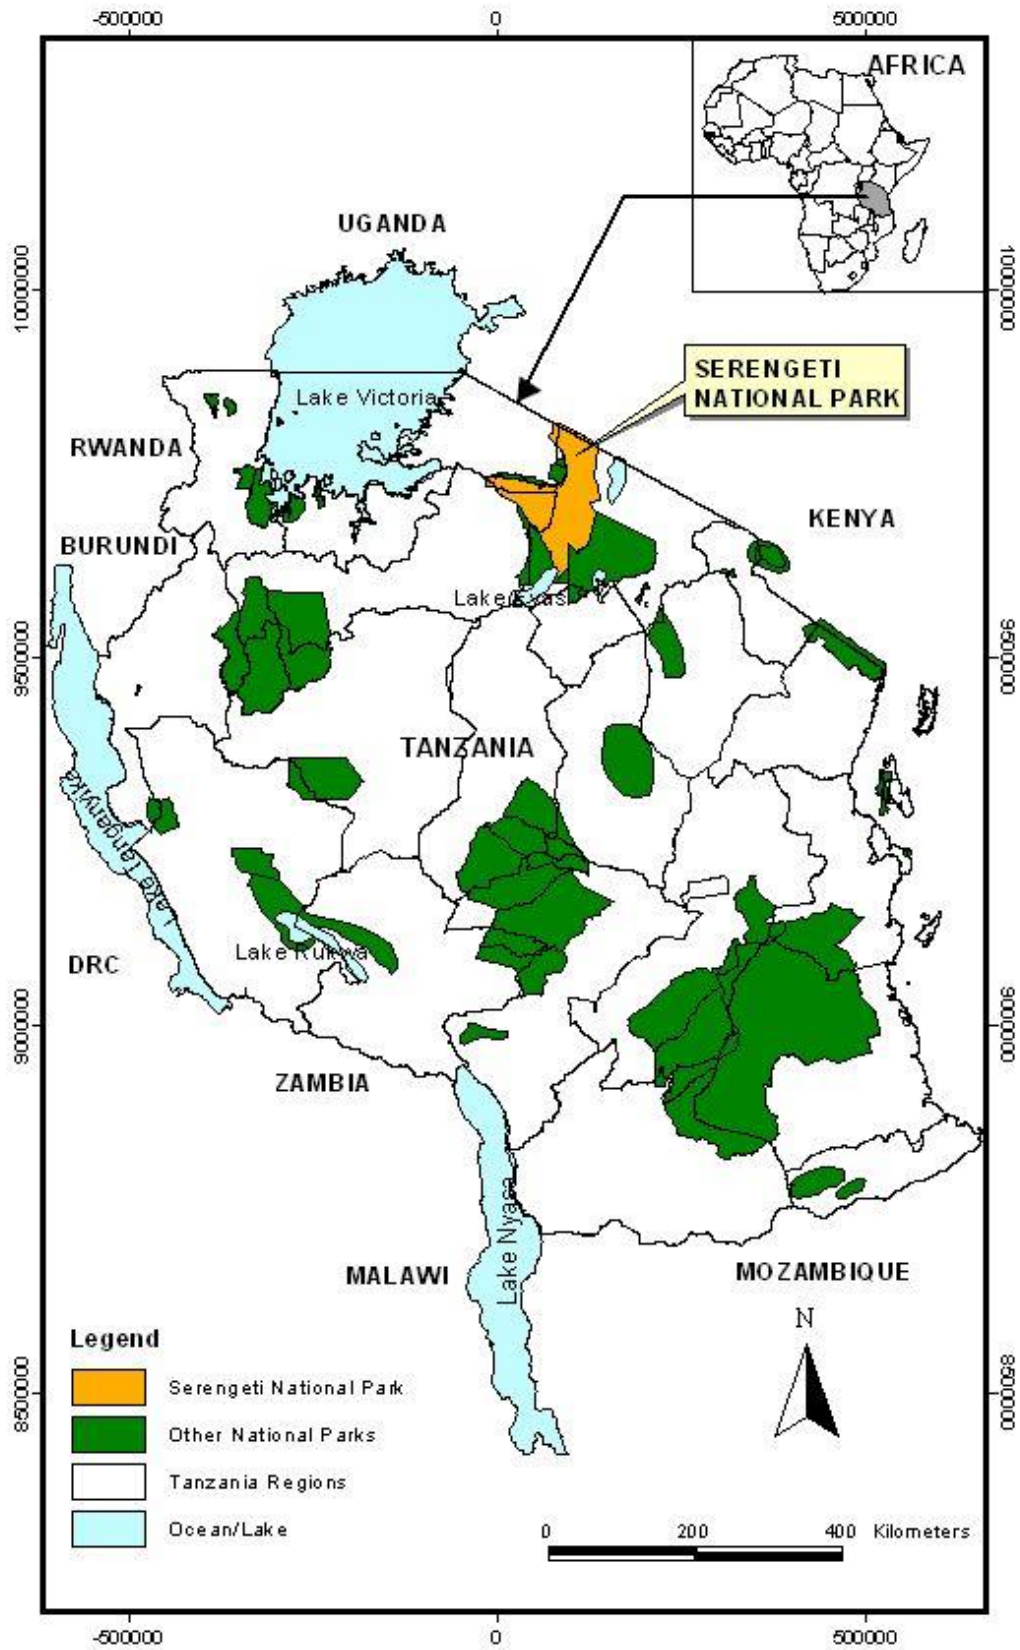 -500000 0 500000
AFRICA
UGANDA
10000000 10000000
SERENGETI
NATIONAL PARK
Lake Victoria
RWANDA
KENYA
BURUNDI
Lake Eyasi
9500000 9500000
TANZANIA
Lake Tanganyika
Lake Rukwa
DRC
9000000 9000000
ZAMBIA
Lake Nyasa
MALAWI
MOZAMBIQUE
N
Legend
Serengeti National Park
8500000 8500000
Other National Parks
Tanzania Regions
Ocean/Lake
0 200 400 Kilometers
-500000 0 500000